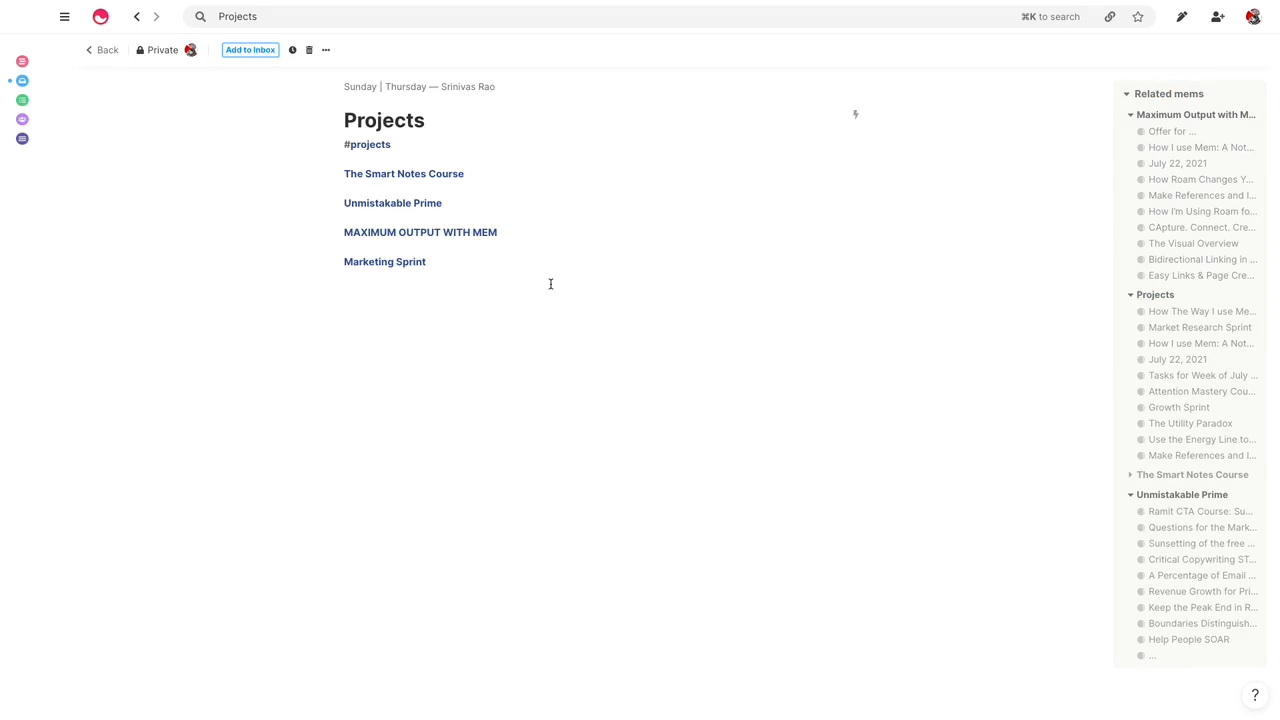 Projects
⌘K to search
Back
Private
Add to Inbox
Sunday | Thursday — Srinivas Rao
Projects
#projects
The Smart Notes Course
Unmistakable Prime
MAXIMUM OUTPUT WITH MEM
Marketing Sprint
Related mems
Maximum Output with M...
Offer for ...
How I use Mem: A Not...
July 22, 2021
How Roam Changes Y...
Make References and I...
How I'm Using Roam fo...
CApture. Connect. Cre...
The Visual Overview
Bidirectional Linking in ...
Easy Links & Page Cre...
Projects
How The Way I use Me...
Market Research Sprint
How I use Mem: A Not...
July 22, 2021
Tasks for Week of July ...
Attention Mastery Cou...
Growth Sprint
The Utility Paradox
Use the Energy Line to...
Make References and I...
The Smart Notes Course
Unmistakable Prime
Ramit CTA Course: Su...
Questions for the Mark...
Sunsetting of the free ...
Critical Copywriting ST...
A Percentage of Email ...
Revenue Growth for Pri...
Keep the Peak End in R...
Boundaries Distinguish...
Help People SOAR
...
?